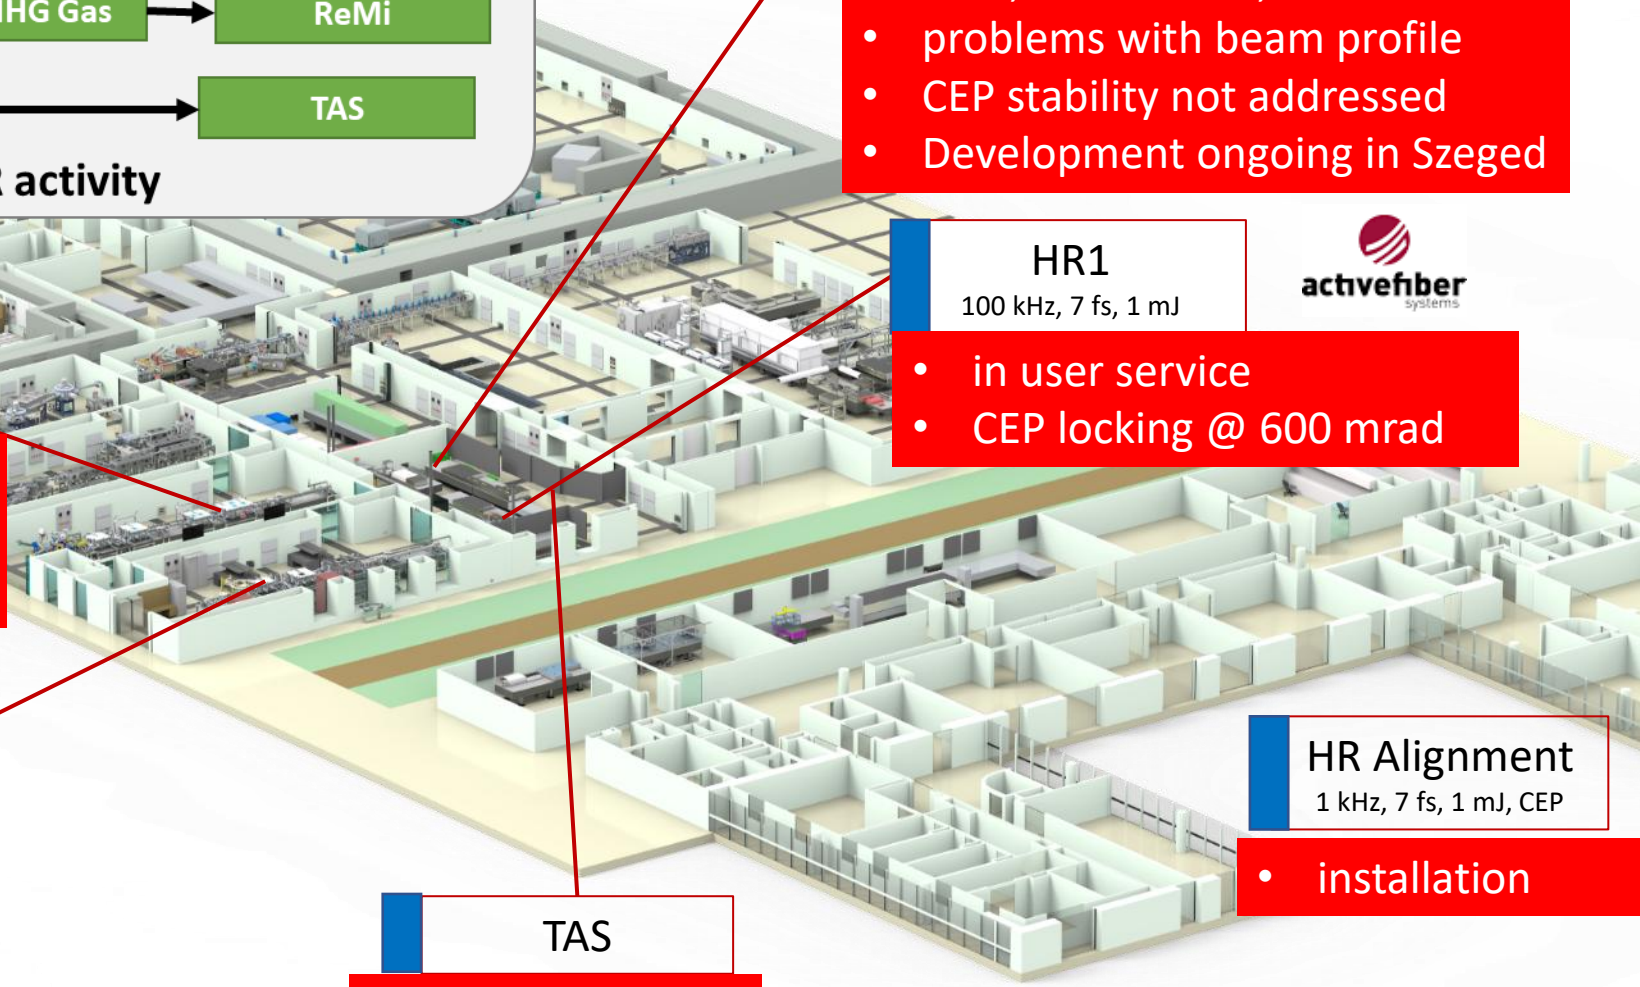 HG Gas
ReMi
TAS
activity
• problems with beam profile
• CEP stability not addressed
• Development ongoing in Szeged
HR1
100 kHz, 7 fs, 1 mJ
activefiber
systems
• in user service
• CEP locking @ 600 mrad
HR Alignment
1 kHz, 7 fs, 1 mJ, CEP
• installation
TAS